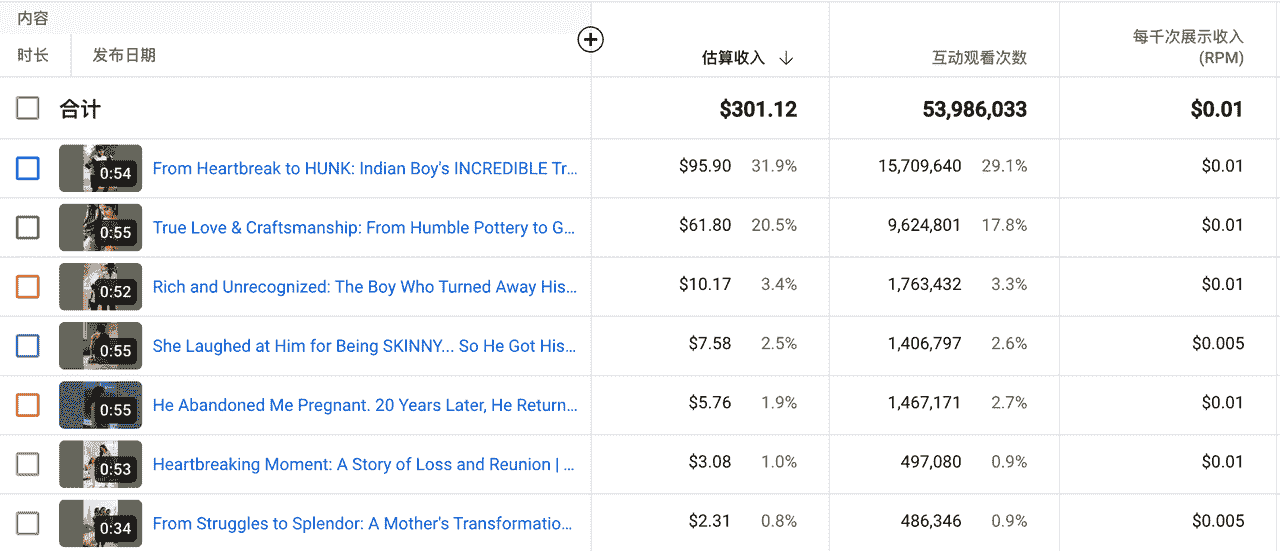 内容
时长 发布日期 估算收入 ↓ 互动观看次数 每千次展示收入
(RPM)
合计 $301.12 53,986,033 $0.01
0:54 From Heartbreak to HUNK: Indian Boy's INCREDIBLE Tr... $95.90 31.9% 15,709,640 29.1% $0.01
0:55 True Love & Craftsmanship: From Humble Pottery to G... $61.80 20.5% 9,624,801 17.8% $0.01
0:52 Rich and Unrecognized: The Boy Who Turned Away His... $10.17 3.4% 1,763,432 3.3% $0.01
0:55 She Laughed at Him for Being SKINNY... So He Got His... $7.58 2.5% 1,406,797 2.6% $0.005
0:55 He Abandoned Me Pregnant. 20 Years Later, He Return... $5.76 1.9% 1,467,171 2.7% $0.01
0:53 Heartbreaking Moment: A Story of Loss and Reunion | ... $3.08 1.0% 497,080 0.9% $0.01
0:34 From Struggles to Splendor: A Mother's Transformatio... $2.31 0.8% 486,346 0.9% $0.005